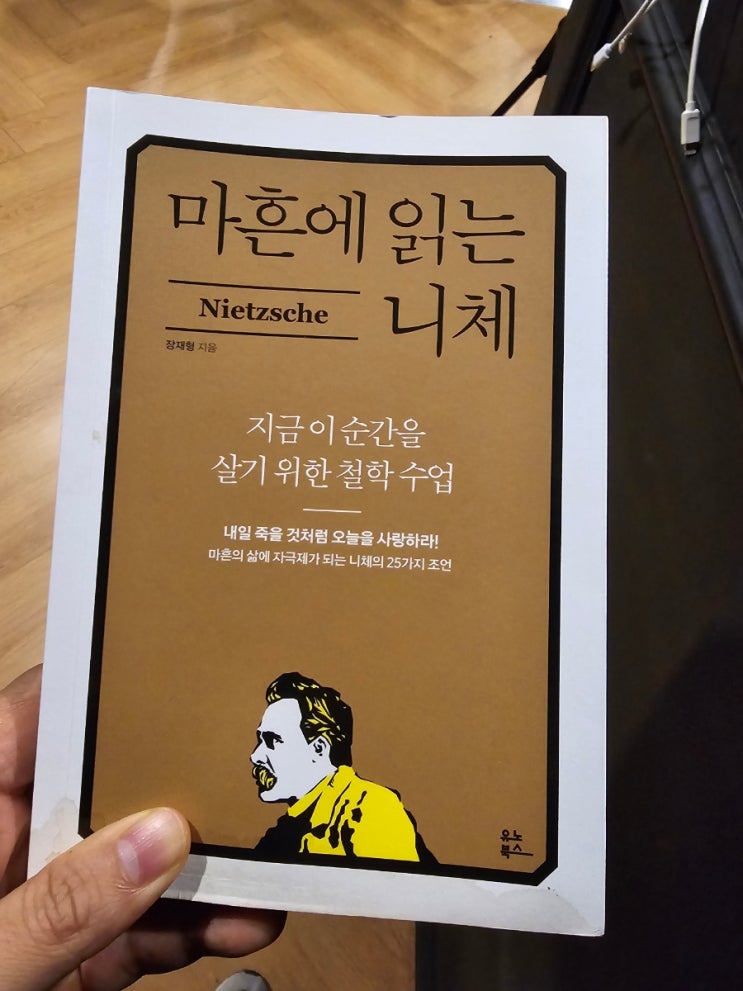 마흔에 읽는
니체
Nietzsche
장재형 지음
지금 이 순간을
살기 위한 철학 수업
내일 죽을 것처럼 오늘을 사랑하라!
마흔의 삶에 자극제가 되는 니체의 25가지 조언
유노
북스